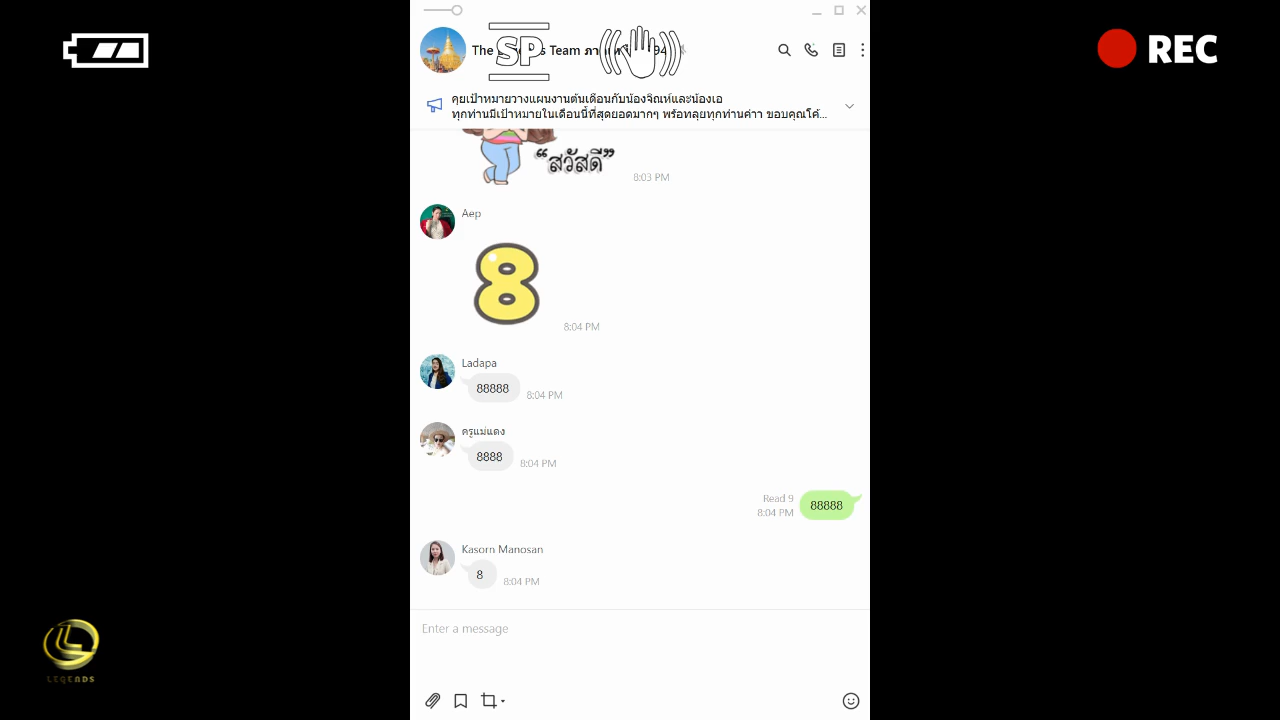 REC
SP
The
Team
คุยเป้าหมายวางแผนงานต้นเดือนกับน้องจิณห์และน้องเอ
ทุกท่านมีเป้าหมายในเดือนนี้ที่สุดยอดมากๆ พร้อทลุยทุกท่านค่าา ขอบคุณโค้...
“สวัสดี”
8:03 PM
Aep
8
8:04 PM
Ladapa
88888
8:04 PM
ครูแม่แดง
8888
8:04 PM
Read 9
8:04 PM
88888
Kasorn Manosan
8
8:04 PM
Enter a message
LEGENDS